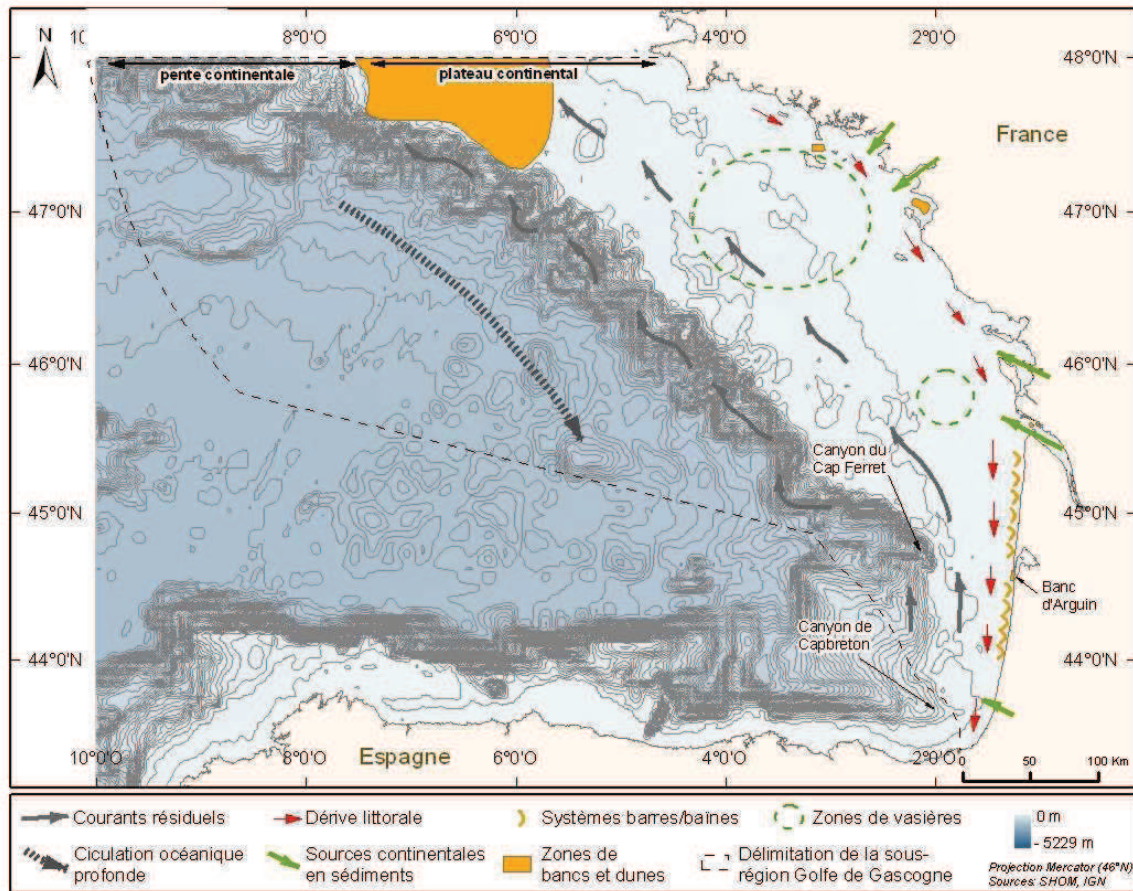 N
10
8°0'O
6°0'O
4°0'O
2°0'O
48°0'N
48°0'N
pente continentale
plateau continental
France
47°0'N
47°0'N
46°0'N
46°0'N
Canyon du
Cap Ferret
45°0'N
45°0'N
Banc
d'Arguin
Canyon de
Capbreton
44°0'N
44°0'N
10°0'O
8°0'O
Espagne
6°0'O
4°0'O
2°0'O
0
50
100 Km
Courants résiduels
Dérive littorale
Systèmes barres/baïnes
Zones de vasières
0 m
- 5229 m
Ciculation océanique
profonde
Sources continentales
en sédiments
Zones de
bancs et dunes
Délimitation de la sous-
région Golfe de Gascogne
Projection Mercator (46°N)
Sources: SHOM, IGN